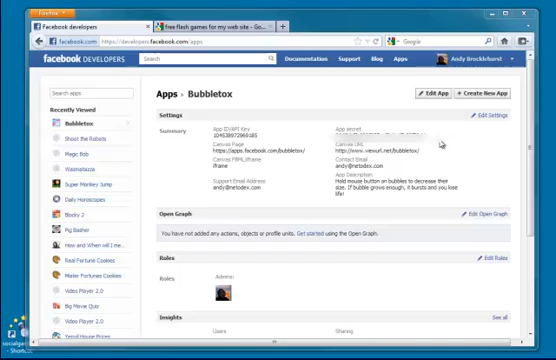 Firefox
Facebook developers
free flash games for my web site - Go...
facebook.com
https://developers.facebook.com/apps
Google
facebook DEVELOPERS
Search
Documentation
Support
Blog
Apps
Andy Brocklehurst
Search apps
Apps › Bubbletox
Edit App
+ Create New App
Recently Viewed
Bubbletox
Shoot the Robots
Magic Bob
Super Monkey Jump
Daily Horoscopes
Blocky 2
Pig Basher
How and When will I me...
Real Fortune Cookies
Mafer Fortunes Cookies
Video Player 2.0
Big Movie Quiz
Video Player 2.0
Settings
Edit Settings
Summary
App ID/API Key
App secret
Canvas Page
https://apps.facebook.com/bubbletox/
Canvas URL
http://www.viewurl.net/bubbletox/
Canvas FBML/iframe
iframe
Contact Email
andy@netodex.com
Support Email Address
andy@netodex.com
App Description
Hold mouse button on bubbles to decrease their
size. If bubble grows enough, it bursts and you lose
life!
Open Graph
Edit Open Graph
You have not added any actions, objects or profile units. Get started using the Open Graph.
Roles
Edit Roles
Roles
Admins:
Insights
See all
Users
Sharing